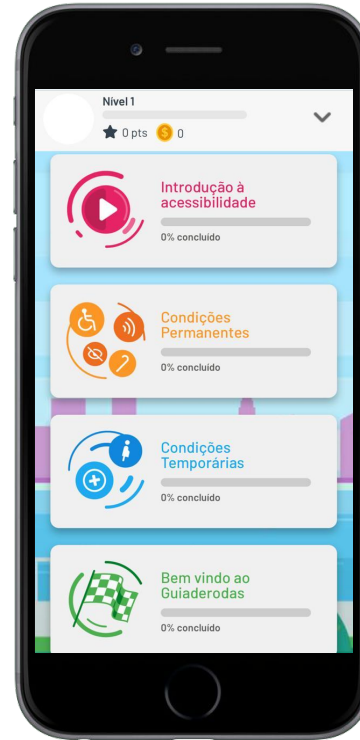 Nível 1
0 pts
0
Introdução à
acessibilidade
0% concluído
Condições
Permanentes
0% concluído
Condições
Temporárias
0% concluído
Bem vindo ao
Guiaderodas
0% concluído